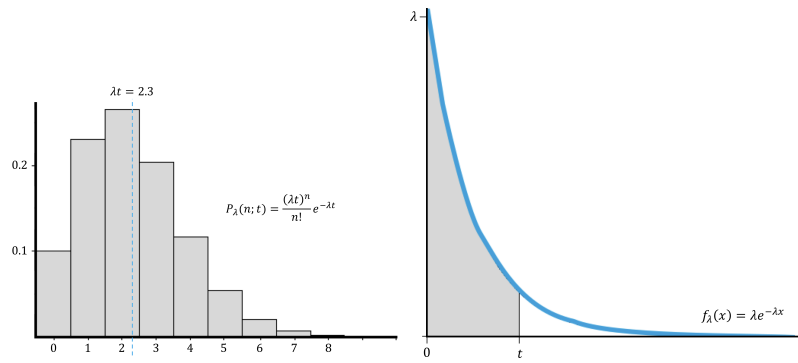 λt = 2.3
0.2
0.1
P_λ(n; t) = (λt)^n / n! e^{−λt}
0 1 2 3 4 5 6 7 8
λ
f_λ(x) = λe^{−λx}
0 t